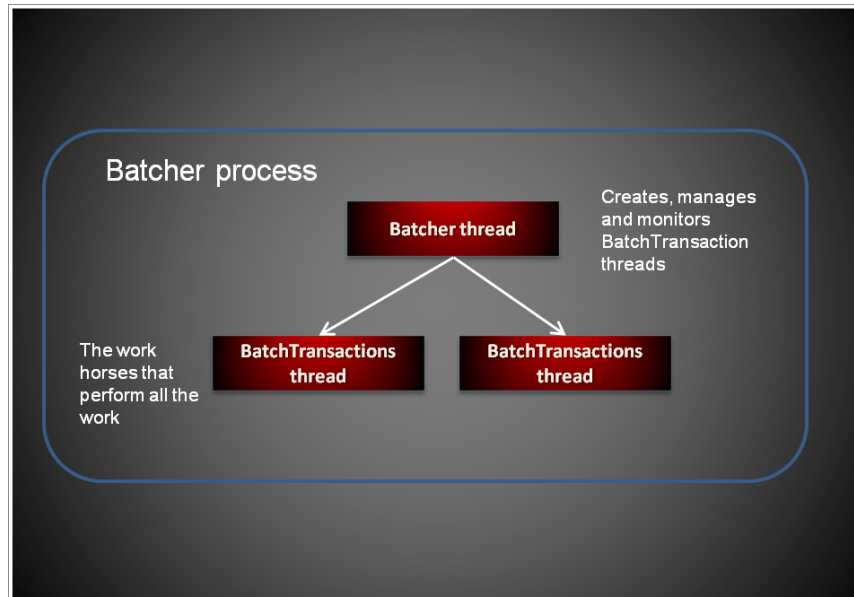 Batcher process
Batcher thread
Creates, manages
and monitors
BatchTransaction
threads
BatchTransactions
thread
BatchTransactions
thread
The work
horses that
perform all the
work